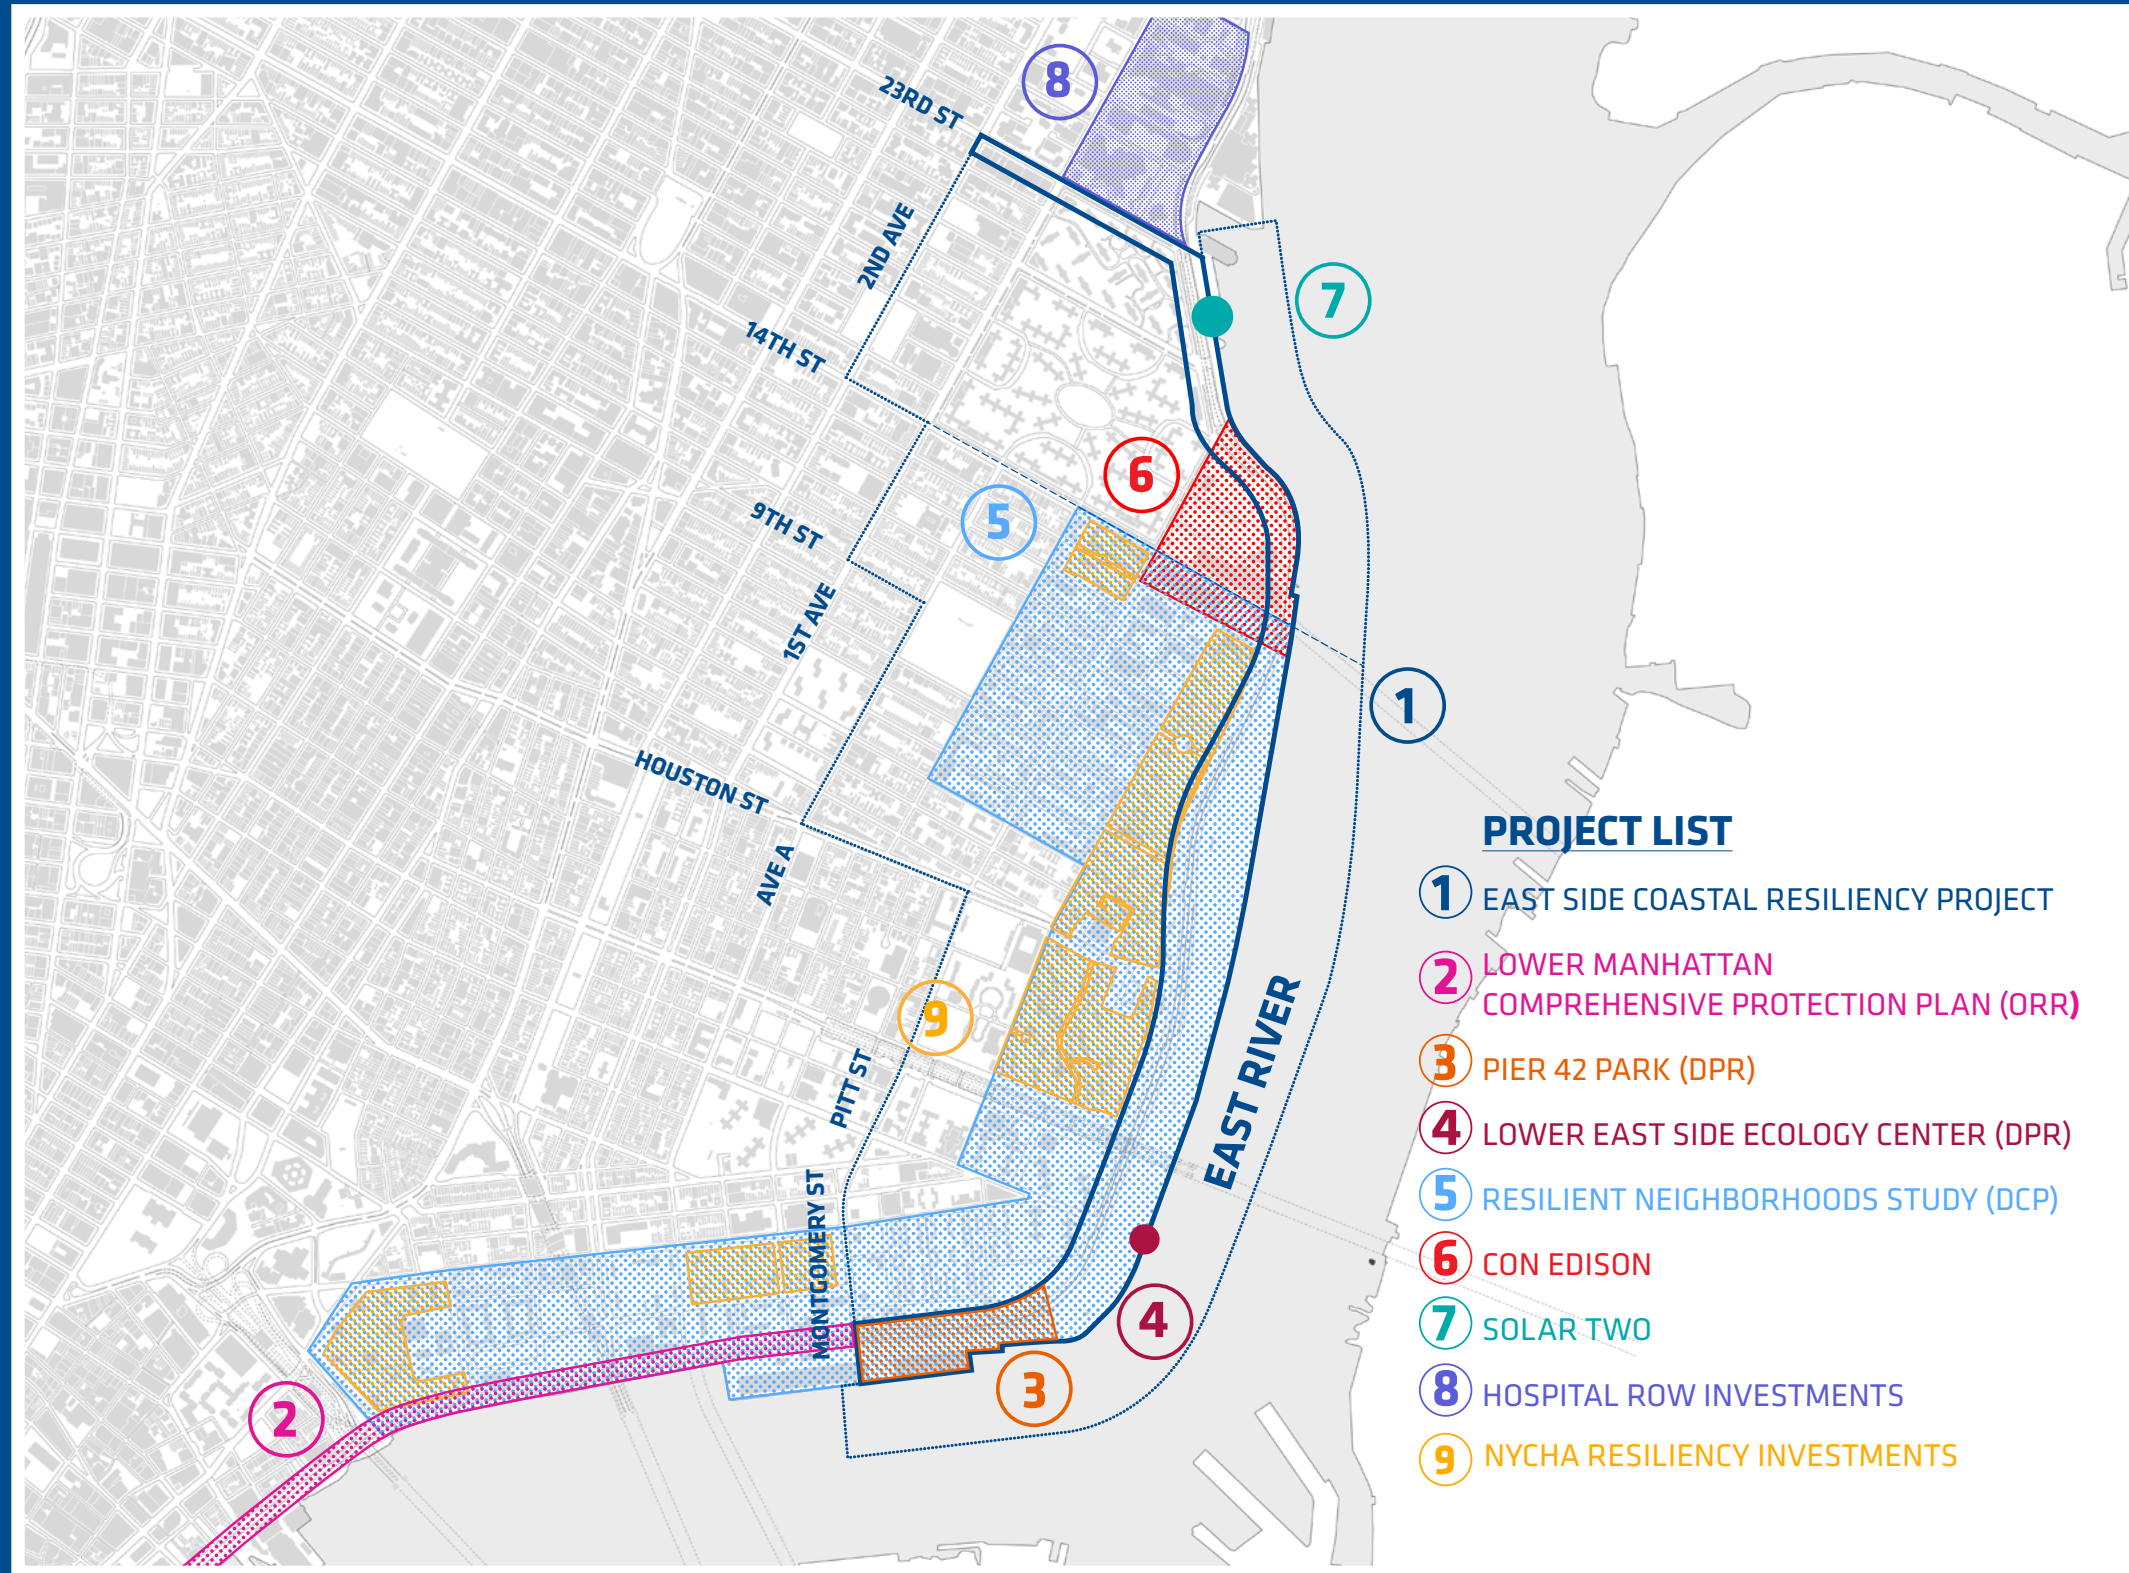 8
23RD ST
2ND AVE
7
14TH ST
6
5
9TH ST
1ST AVE
1
HOUSTON ST
AVE A
9
EAST RIVER
PITT ST
MONTGOMERY ST
4
3
2
PROJECT LIST
1 EAST SIDE COASTAL RESILIENCY PROJECT
2 LOWER MANHATTAN
COMPREHENSIVE PROTECTION PLAN (ORR)
3 PIER 42 PARK (DPR)
4 LOWER EAST SIDE ECOLOGY CENTER (DPR)
5 RESILIENT NEIGHBORHOODS STUDY (DCP)
6 CON EDISON
7 SOLAR TWO
8 HOSPITAL ROW INVESTMENTS
9 NYCHA RESILIENCY INVESTMENTS